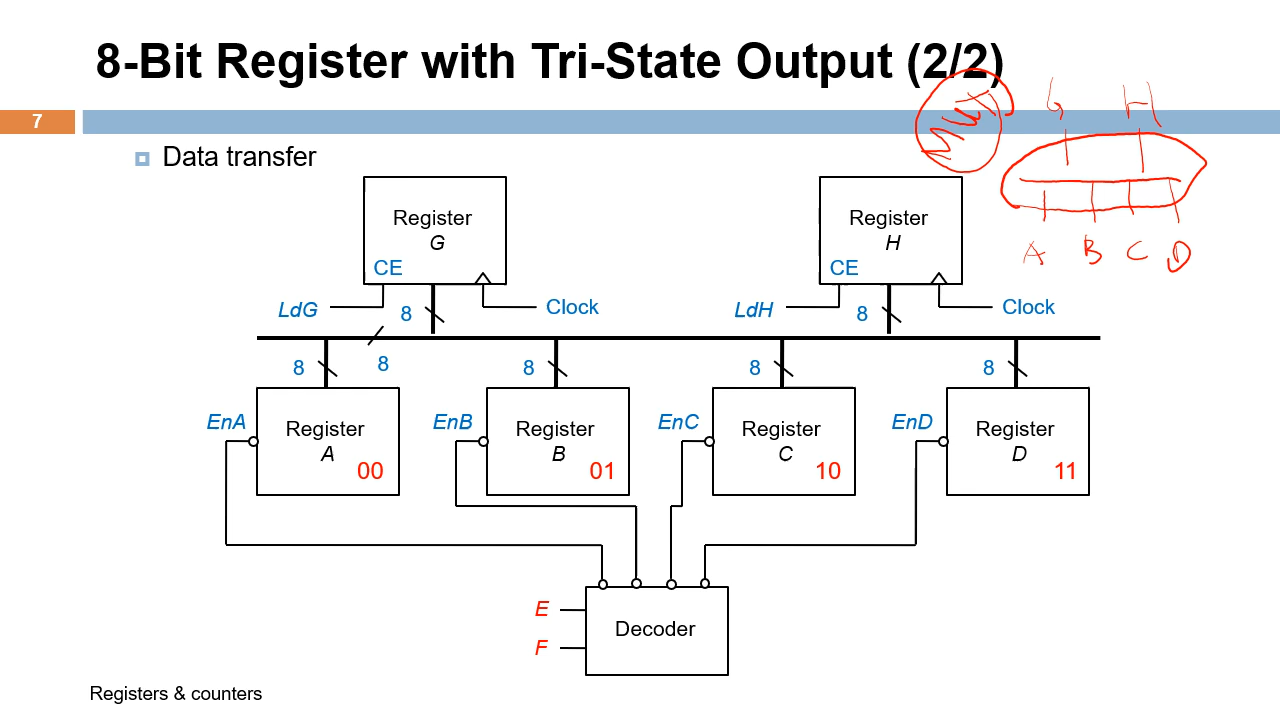 8-Bit Register with Tri-State Output (2/2)
7
MUX
G H
Data transfer
A B C D
Register
G
CE
Register
H
CE
LdG
8
Clock
LdH
8
Clock
8
8
8
8
8
EnA
Register
A
00
EnB
Register
B
01
EnC
Register
C
10
EnD
Register
D
11
E
F
Decoder
Registers & counters